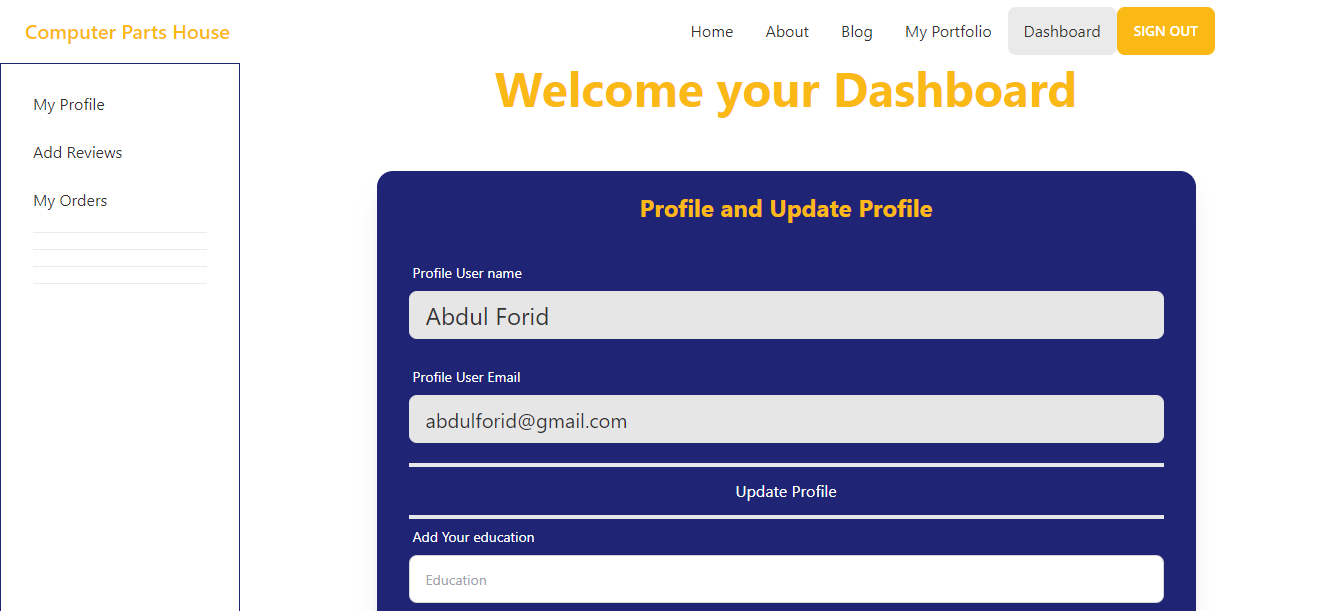 Computer Parts House
Home About Blog My Portfolio Dashboard SIGN OUT
My Profile
Add Reviews
My Orders
Welcome your Dashboard
Profile and Update Profile
Profile User name
Abdul Forid
Profile User Email
abdulforid@gmail.com
Update Profile
Add Your education
Education